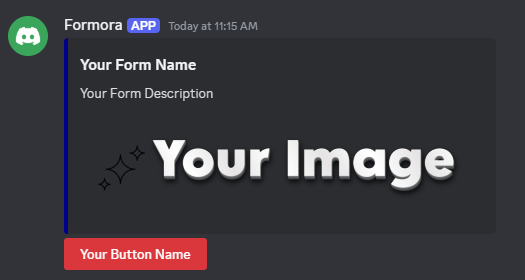 Formora APP Today at 11:15 AM
Your Form Name
Your Form Description
Your Image
Your Button Name